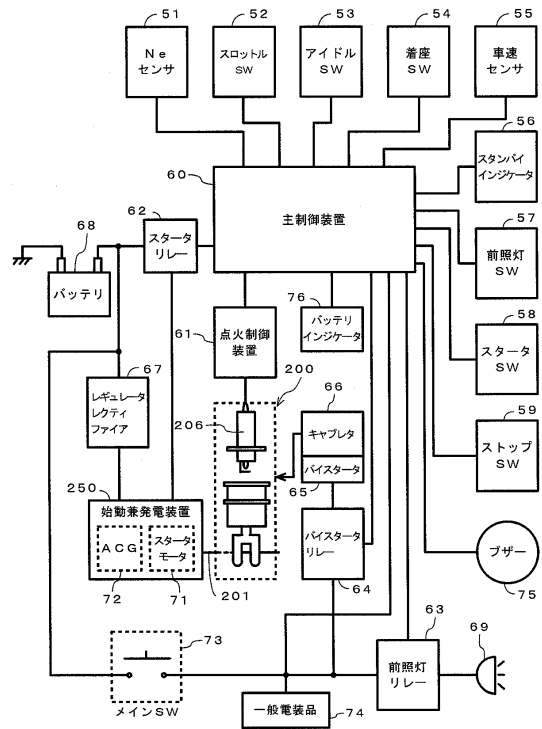 51
52
53
54
55
Ｎｅ
センサ
スロットル
SW
アイドル
SW
着座
SW
車速
センサ
60
主制御装置
56
スタンバイ
インジケータ
62
スタータ
リレー
68
バッテリ
57
前照灯
SW
61
点火制御
装置
76
バッテリ
インジケータ
58
スタータ
SW
67
レギュレータ
レクティ
ファイア
200
206
66
キャブレタ
バイスタータ
65
59
ストップ
SW
250
始動兼発電装置
ＡＣＧ
スタータ
モータ
72
71
201
バイスタータ
リレー
64
ブザー
75
73
メインSW
63
前照灯
リレー
69
一般電装品
74